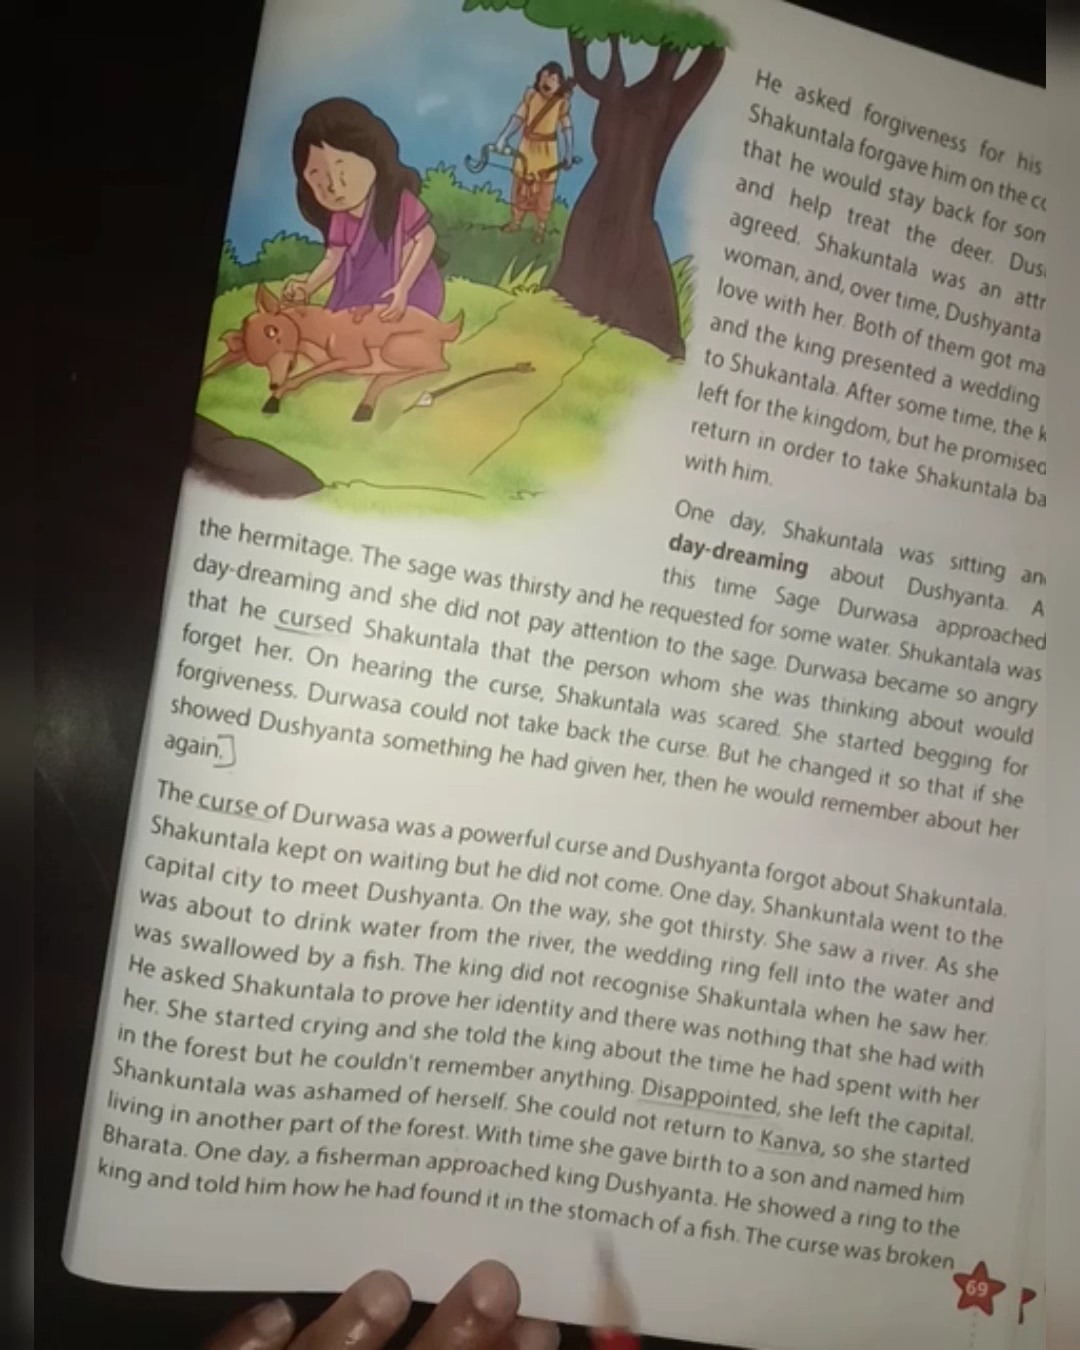 He asked forgiveness for his
Shakuntala forgave him on the
that he would stay back for
and help treat the deer.
agreed. Shakuntala was an
woman, and, over time, Dushyanta
love with her. Both of them got
and the king presented a wedding
to Shukantala. After some time, the
left for the kingdom, but he promised
return in order to take Shakuntala
with him.
One day, Shakuntala was sitting
day-dreaming about Dushyanta.
this time Sage Durwasa approached
the hermitage. The sage was thirsty and he requested for some water. Shukantala was
day-dreaming and she did not pay attention to the sage. Durwasa became so angry
that he cursed Shakuntala that the person whom she was thinking about would
forget her. On hearing the curse, Shakuntala was scared. She started begging for
forgiveness. Durwasa could not take back the curse. But he changed it so that if she
showed Dushyanta something he had given her, then he would remember about her
again.
The curse of Durwasa was a powerful curse and Dushyanta forgot about Shakuntala.
Shakuntala kept on waiting but he did not come. One day, Shankuntala went to the
capital city to meet Dushyanta. On the way, she got thirsty. She saw a river. As she
was about to drink water from the river, the wedding ring fell into the water and
was swallowed by a fish. The king did not recognise Shakuntala when he saw her.
He asked Shakuntala to prove her identity and there was nothing that she had with
her. She started crying and she told the king about the time he had spent with her
in the forest but he couldn't remember anything. Disappointed, she left the capital.
Shankuntala was ashamed of herself. She could not return to Kanva, so she started
living in another part of the forest. With time she gave birth to a son and named him
Bharata. One day, a fisherman approached king Dushyanta. He showed a ring to the
king and told him how he had found it in the stomach of a fish. The curse was broken
69